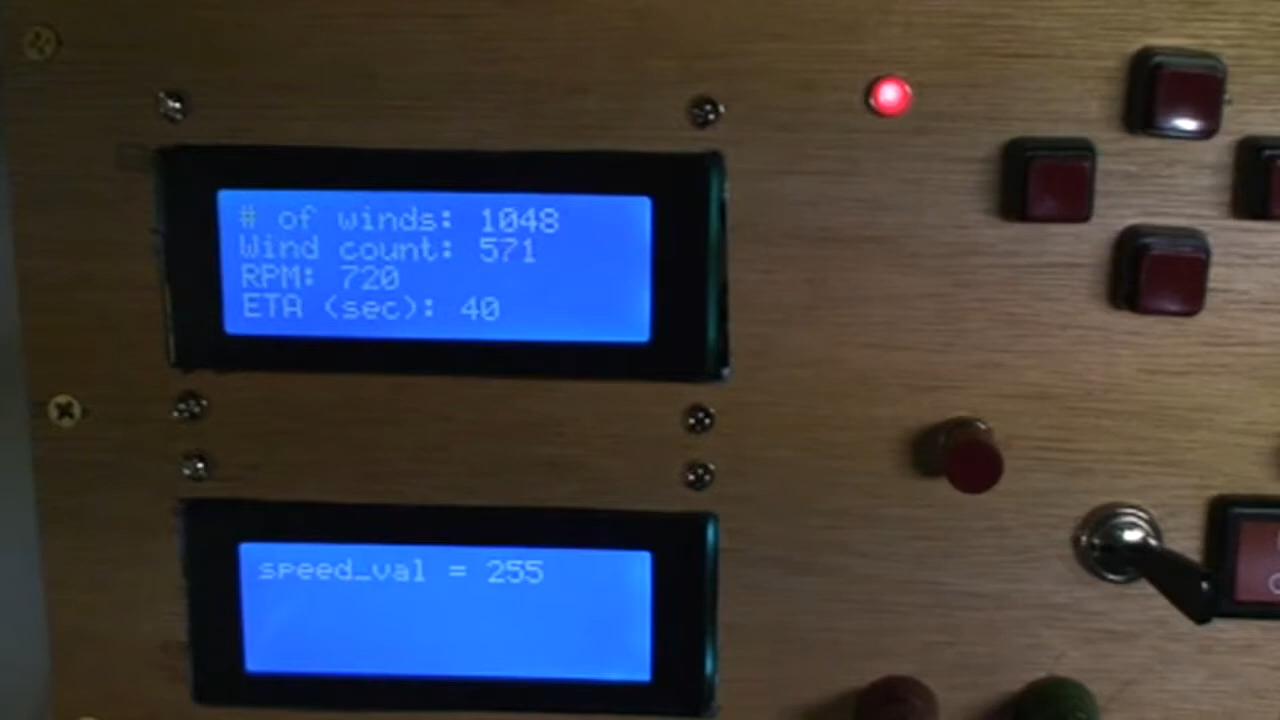 # of winds: 1048
Wind count: 571
RPM: 720
ETA (sec): 40
speed_val = 255